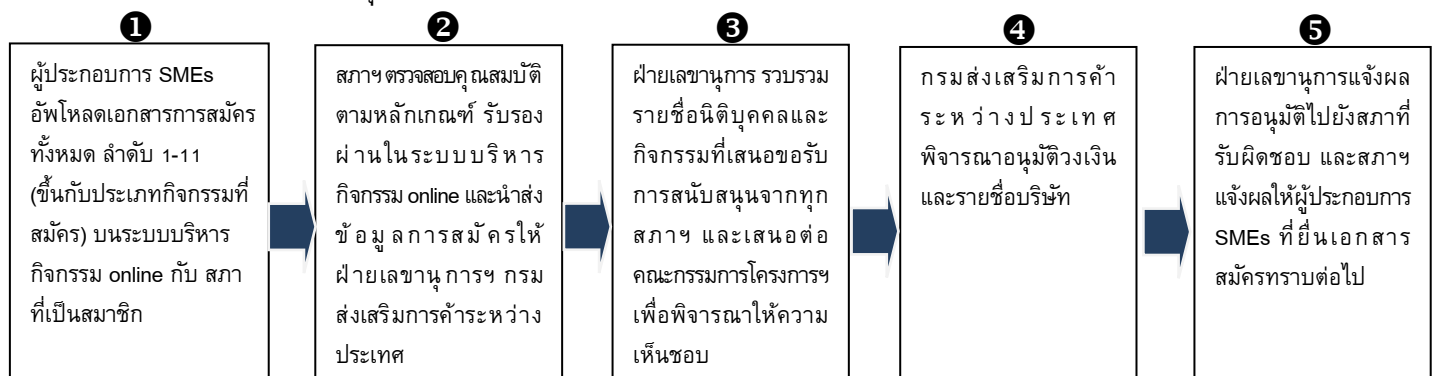 ❶
ผู้ประกอบการ SMEs
อัพโหลดเอกสารการสมัคร
ทั้งหมด ลำดับ 1-11
(ขึ้นกับประเภทกิจกรรมที่
สมัคร) บนระบบบริหาร
กิจกรรม online กับ สภา
ที่เป็นสมาชิก
❷
สภาฯ ตรวจสอบคุณสมบัติ
ตามหลักเกณฑ์ รับรอง
ผ่านในระบบบริหาร
กิจกรรม online และนำส่ง
ข้อมูลการสมัครให้
ฝ่ายเลขานุการฯ กรม
ส่งเสริมการค้าระหว่าง
ประเทศ
❸
ฝ่ายเลขานุการ รวบรวม
รายชื่อนิติบุคคลและ
กิจกรรมที่เสนอขอรับ
การสนับสนุนจากทุก
สภาฯ และเสนอต่อ
คณะกรรมการโครงการฯ
เพื่อพิจารณาให้ความ
เห็นชอบ
❹
กรมส่งเสริมการค้า
ระหว่างประเทศ
พิจารณาอนุมัติวงเงิน
และรายชื่อบริษัท
❺
ฝ่ายเลขานุการแจ้งผล
การอนุมัติไปยังสภาที่
รับผิดชอบ และสภาฯ
แจ้งผลให้ผู้ประกอบการ
SMEs ที่ยื่นเอกสาร
สมัครทราบต่อไป